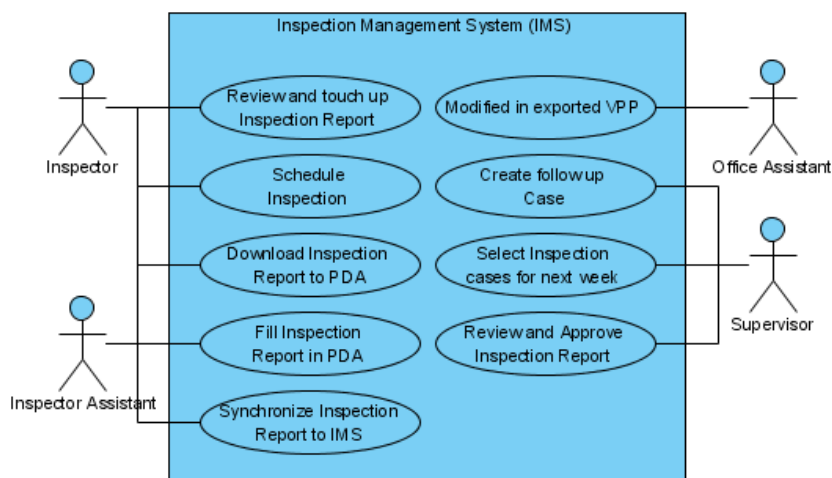 Inspection Management System (IMS)
Review and touch up
Inspection Report
Modified in exported VPP
Inspector
Office Assistant
Schedule
Inspection
Create follow up
Case
Download Inspection
Report to PDA
Select Inspection
cases for next week
Supervisor
Fill Inspection
Report in PDA
Review and Approve
Inspection Report
Inspector Assistant
Synchronize Inspection
Report to IMS